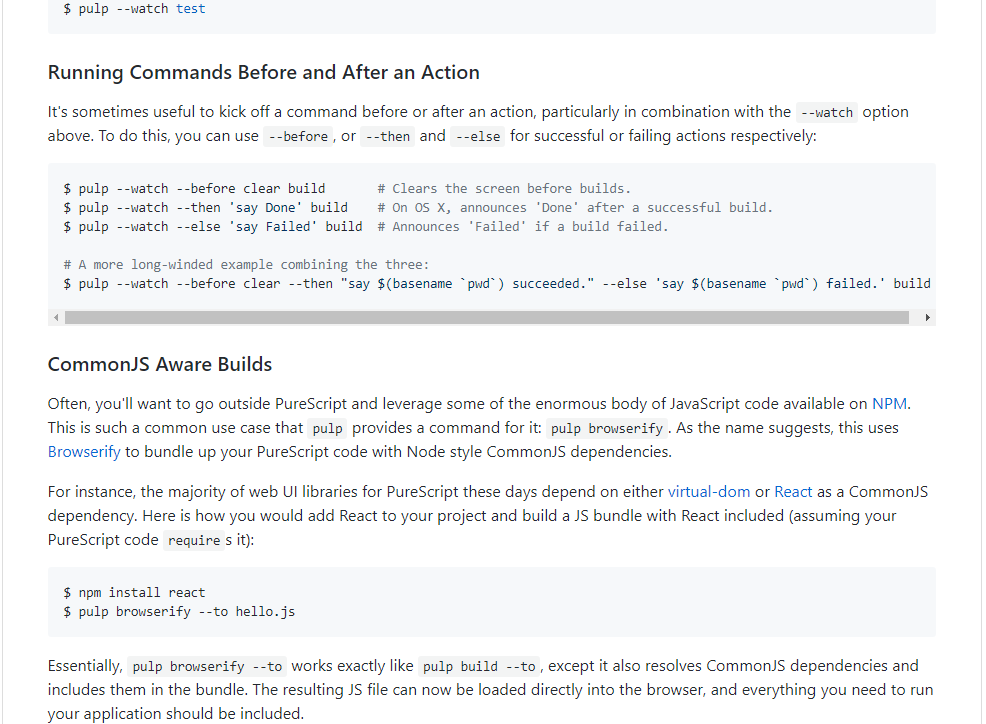 $ pulp --watch test
Running Commands Before and After an Action
It's sometimes useful to kick off a command before or after an action, particularly in combination with the --watch option
above. To do this, you can use --before, or --then and --else for successful or failing actions respectively:
$ pulp --watch --before clear build       # Clears the screen before builds.
$ pulp --watch --then 'say Done' build    # On OS X, announces 'Done' after a successful build.
$ pulp --watch --else 'say Failed' build  # Announces 'Failed' if a build failed.
# A more long-winded example combining the three:
$ pulp --watch --before clear --then "say $(basename `pwd`) succeeded." --else 'say $(basename `pwd`) failed.' build
CommonJS Aware Builds
Often, you'll want to go outside PureScript and leverage some of the enormous body of JavaScript code available on NPM.
This is such a common use case that pulp provides a command for it: pulp browserify. As the name suggests, this uses
Browserify to bundle up your PureScript code with Node style CommonJS dependencies.
For instance, the majority of web UI libraries for PureScript these days depend on either virtual-dom or React as a CommonJS
dependency. Here is how you would add React to your project and build a JS bundle with React included (assuming your
PureScript code require s it):
$ npm install react
$ pulp browserify --to hello.js
Essentially, pulp browserify --to works exactly like pulp build --to, except it also resolves CommonJS dependencies and
includes them in the bundle. The resulting JS file can now be loaded directly into the browser, and everything you need to run
your application should be included.